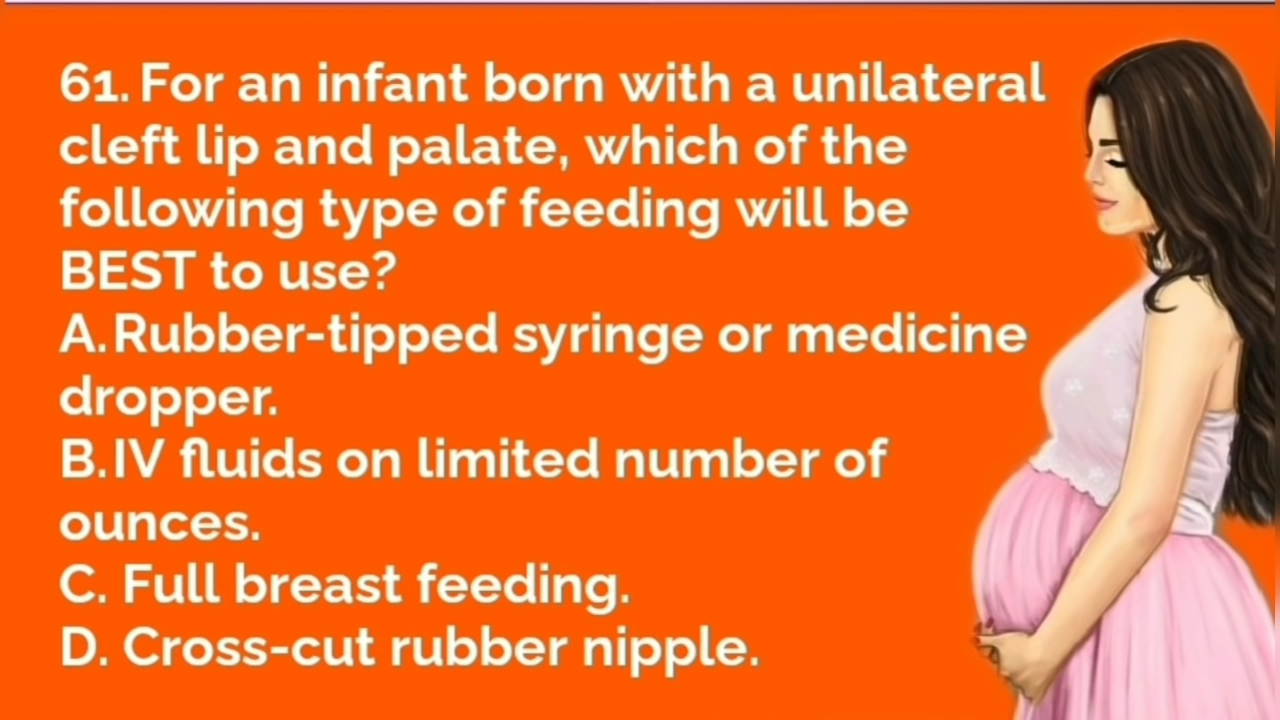 61. For an infant born with a unilateral
cleft lip and palate, which of the
following type of feeding will be
BEST to use?
A.Rubber-tipped syringe or medicine
dropper.
B.IV fluids on limited number of
ounces.
C. Full breast feeding.
D. Cross-cut rubber nipple.